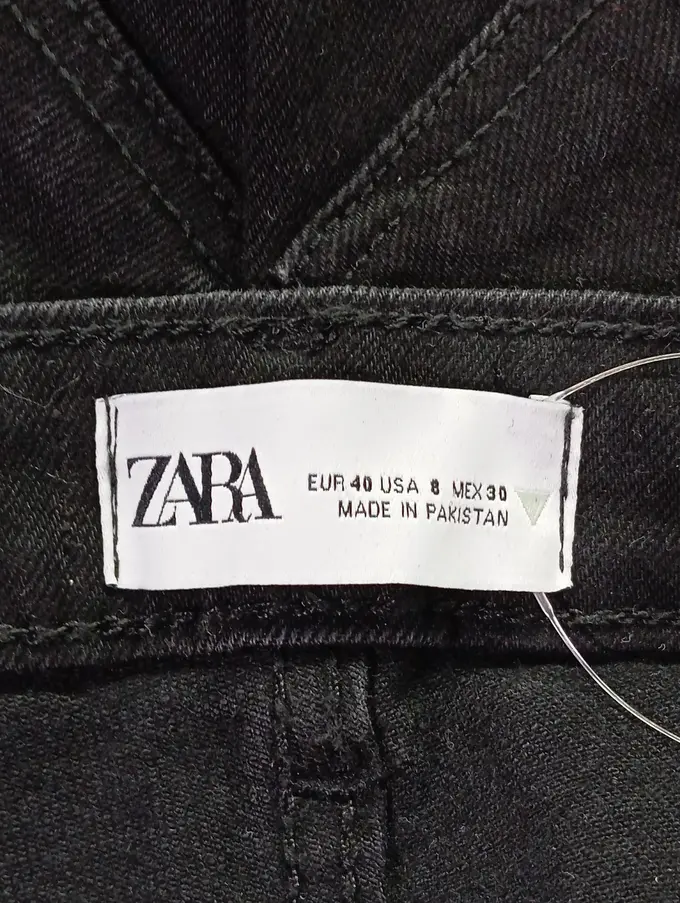 ZARA
EUR 40 USA 8 MEX 30
MADE IN PAKISTAN